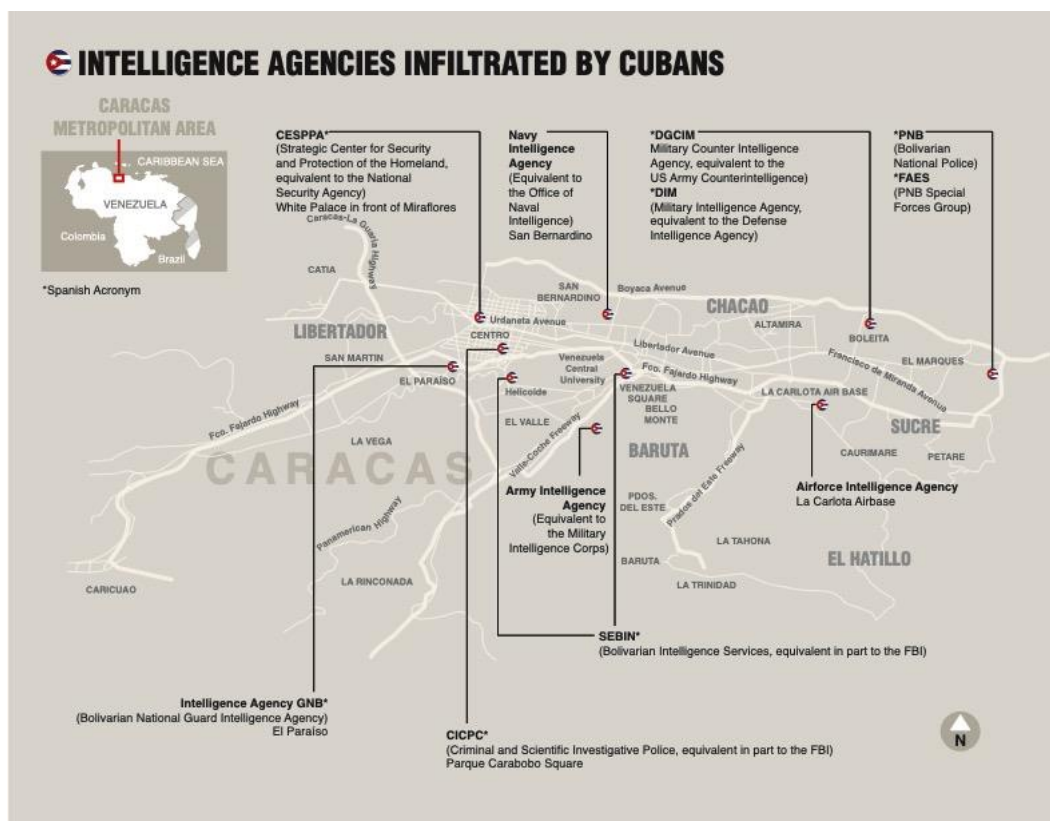 INTELLIGENCE AGENCIES INFILTRATED BY CUBANS
CARACAS
METROPOLITAN AREA
CARIBBEAN SEA
VENEZUELA
Colombia
Brazil
*Spanish Acronym
CESPPA*
(Strategic Center for Security
and Protection of the Homeland,
equivalent to the National
Security Agency)
White Palace in front of Miraflores
Navy
Intelligence
Agency
(Equivalent to
the Office of
Naval
Intelligence)
San Bernardino
*DGCIM
Military Counter Intelligence
Agency, equivalent to the
US Army Counterintelligence)
*DIM
(Military Intelligence Agency,
equivalent to the Defense
Intelligence Agency)
*PNB
(Bolivarian
National Police)
*FAES
(PNB Special
Forces Group)
Caracas-La Guaria Highway
CATIA
SAN
BERNARDINO
Boyaca Avenue
CHACAO
LIBERTADOR
Urdaneta Avenue
CENTRO
ALTAMIRA
BOLEITA
Libertador Avenue
SAN MARTIN
EL PARAÍSO
Venezuela
Central
University
Fco. Fajardo Highway
Francisco de Miranda Avenue
EL MARQUES
Helicoide
VENEZUELA
SQUARE
BELLO
MONTE
LA CARLOTA AIR BASE
Fco. Fajardo Highway
EL VALLE
Valle-Coche Freeway
LA VEGA
CARACAS
BARUTA
SUCRE
CAURIMARE
PETARE
Army Intelligence
Agency
(Equivalent to
the Military
Intelligence Corps)
PDOS.
DEL ESTE
Prados del Este Freeway
Airforce Intelligence Agency
La Carlota Airbase
Panamerican Highway
LA TAHONA
EL HATILLO
BARUTA
LA TRINIDAD
CARICUAO
LA RINCONADA
SEBIN*
(Bolivarian Intelligence Services, equivalent in part to the FBI)
Intelligence Agency GNB*
(Bolivarian National Guard Intelligence Agency)
El Paraíso
CICPC*
(Criminal and Scientific Investigative Police, equivalent in part to the FBI)
Parque Carabobo Square
N